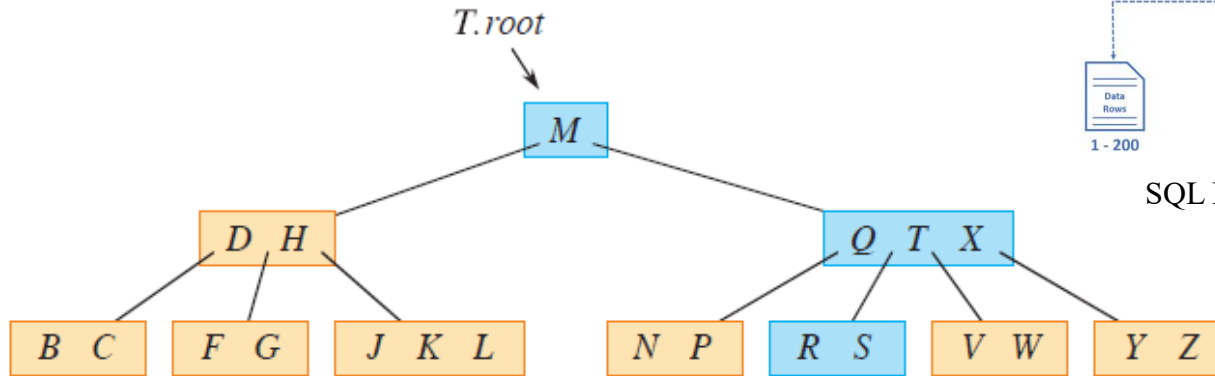 T.root
M
Data
Rows
1 - 200
SQL
D H
Q T X
B C
F G
J K L
N P
R S
V W
Y Z